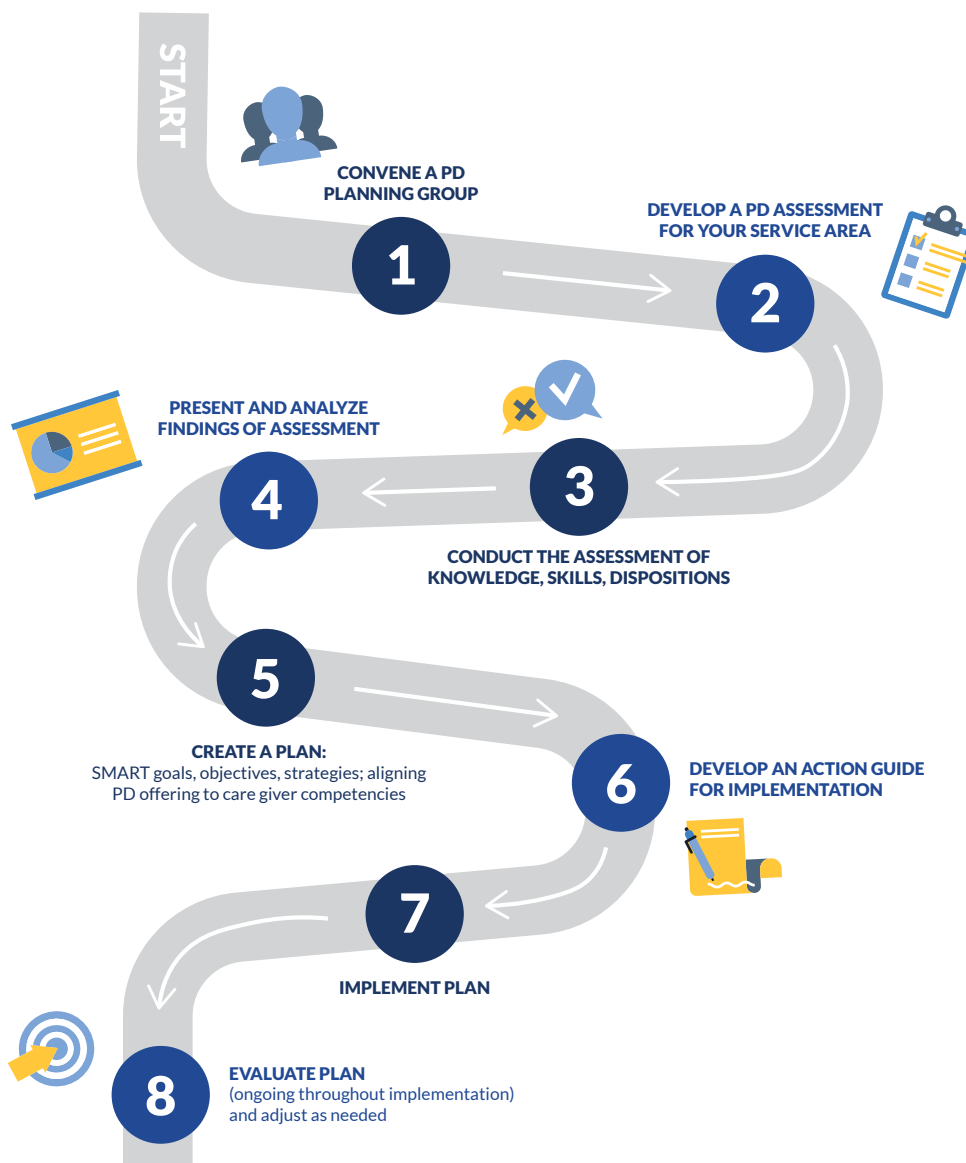 START
CONVENE A PD
PLANNING GROUP
1
DEVELOP A PD ASSESSMENT
FOR YOUR SERVICE AREA
2
3
CONDUCT THE ASSESSMENT OF
KNOWLEDGE, SKILLS, DISPOSITIONS
PRESENT AND ANALYZE
FINDINGS OF ASSESSMENT
4
5
CREATE A PLAN:
SMART goals, objectives, strategies; aligning
PD offering to care giver competencies
6
DEVELOP AN ACTION GUIDE
FOR IMPLEMENTATION
7
IMPLEMENT PLAN
8
EVALUATE PLAN
(ongoing throughout implementation)
and adjust as needed